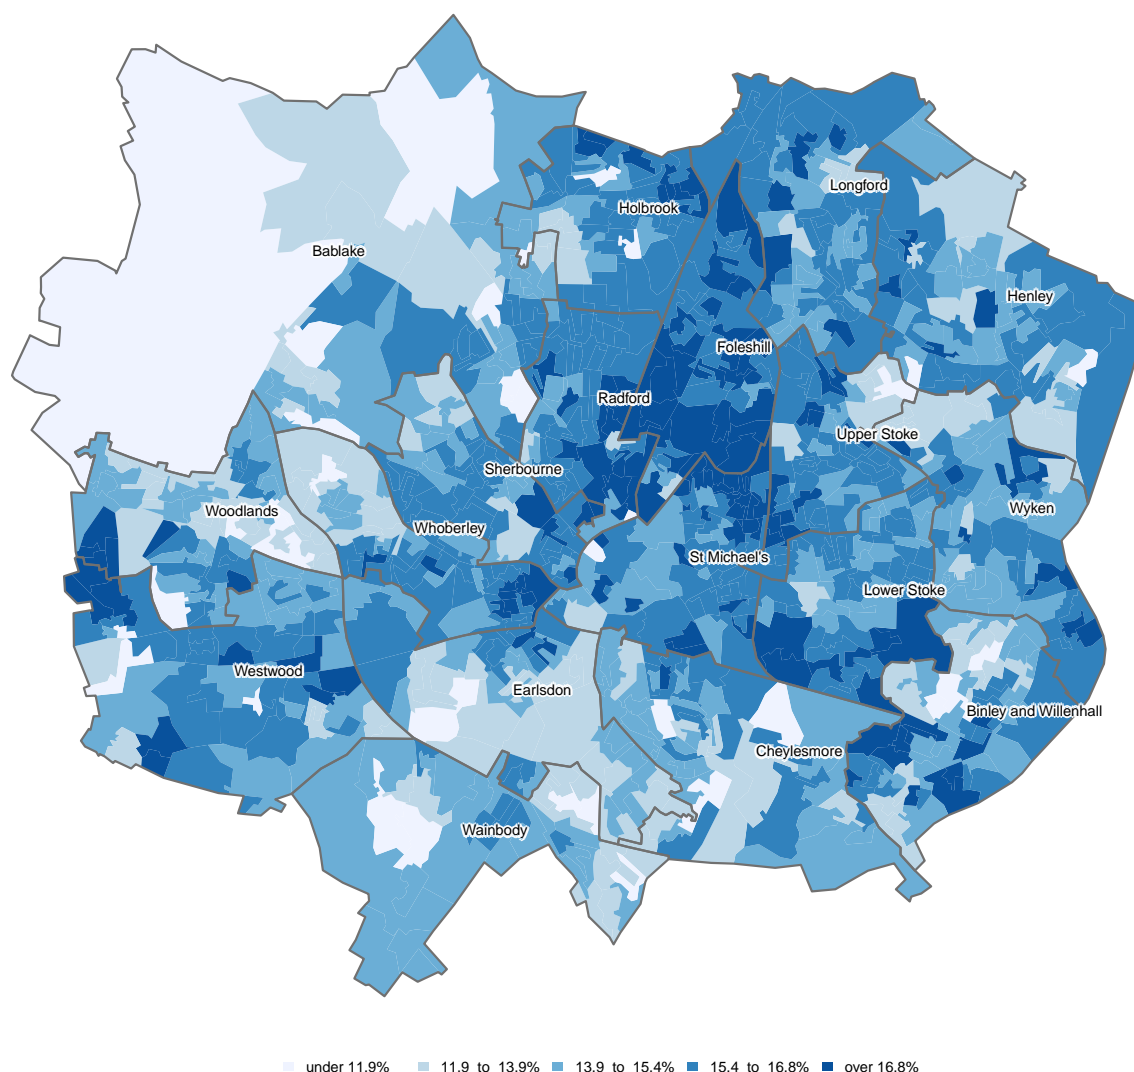 Longford
Holbrook
Bablake
Henley
Foleshill
Radford
Upper Stoke
Sherbourne
Woodlands
Wyken
Whoberley
St Michael's
Lower Stoke
Westwood
Earlsdon
Binley and Willenhall
Cheylesmore
Wainbody
under 11.9% 11.9 to 13.9% 13.9 to 15.4% 15.4 to 16.8% over 16.8%